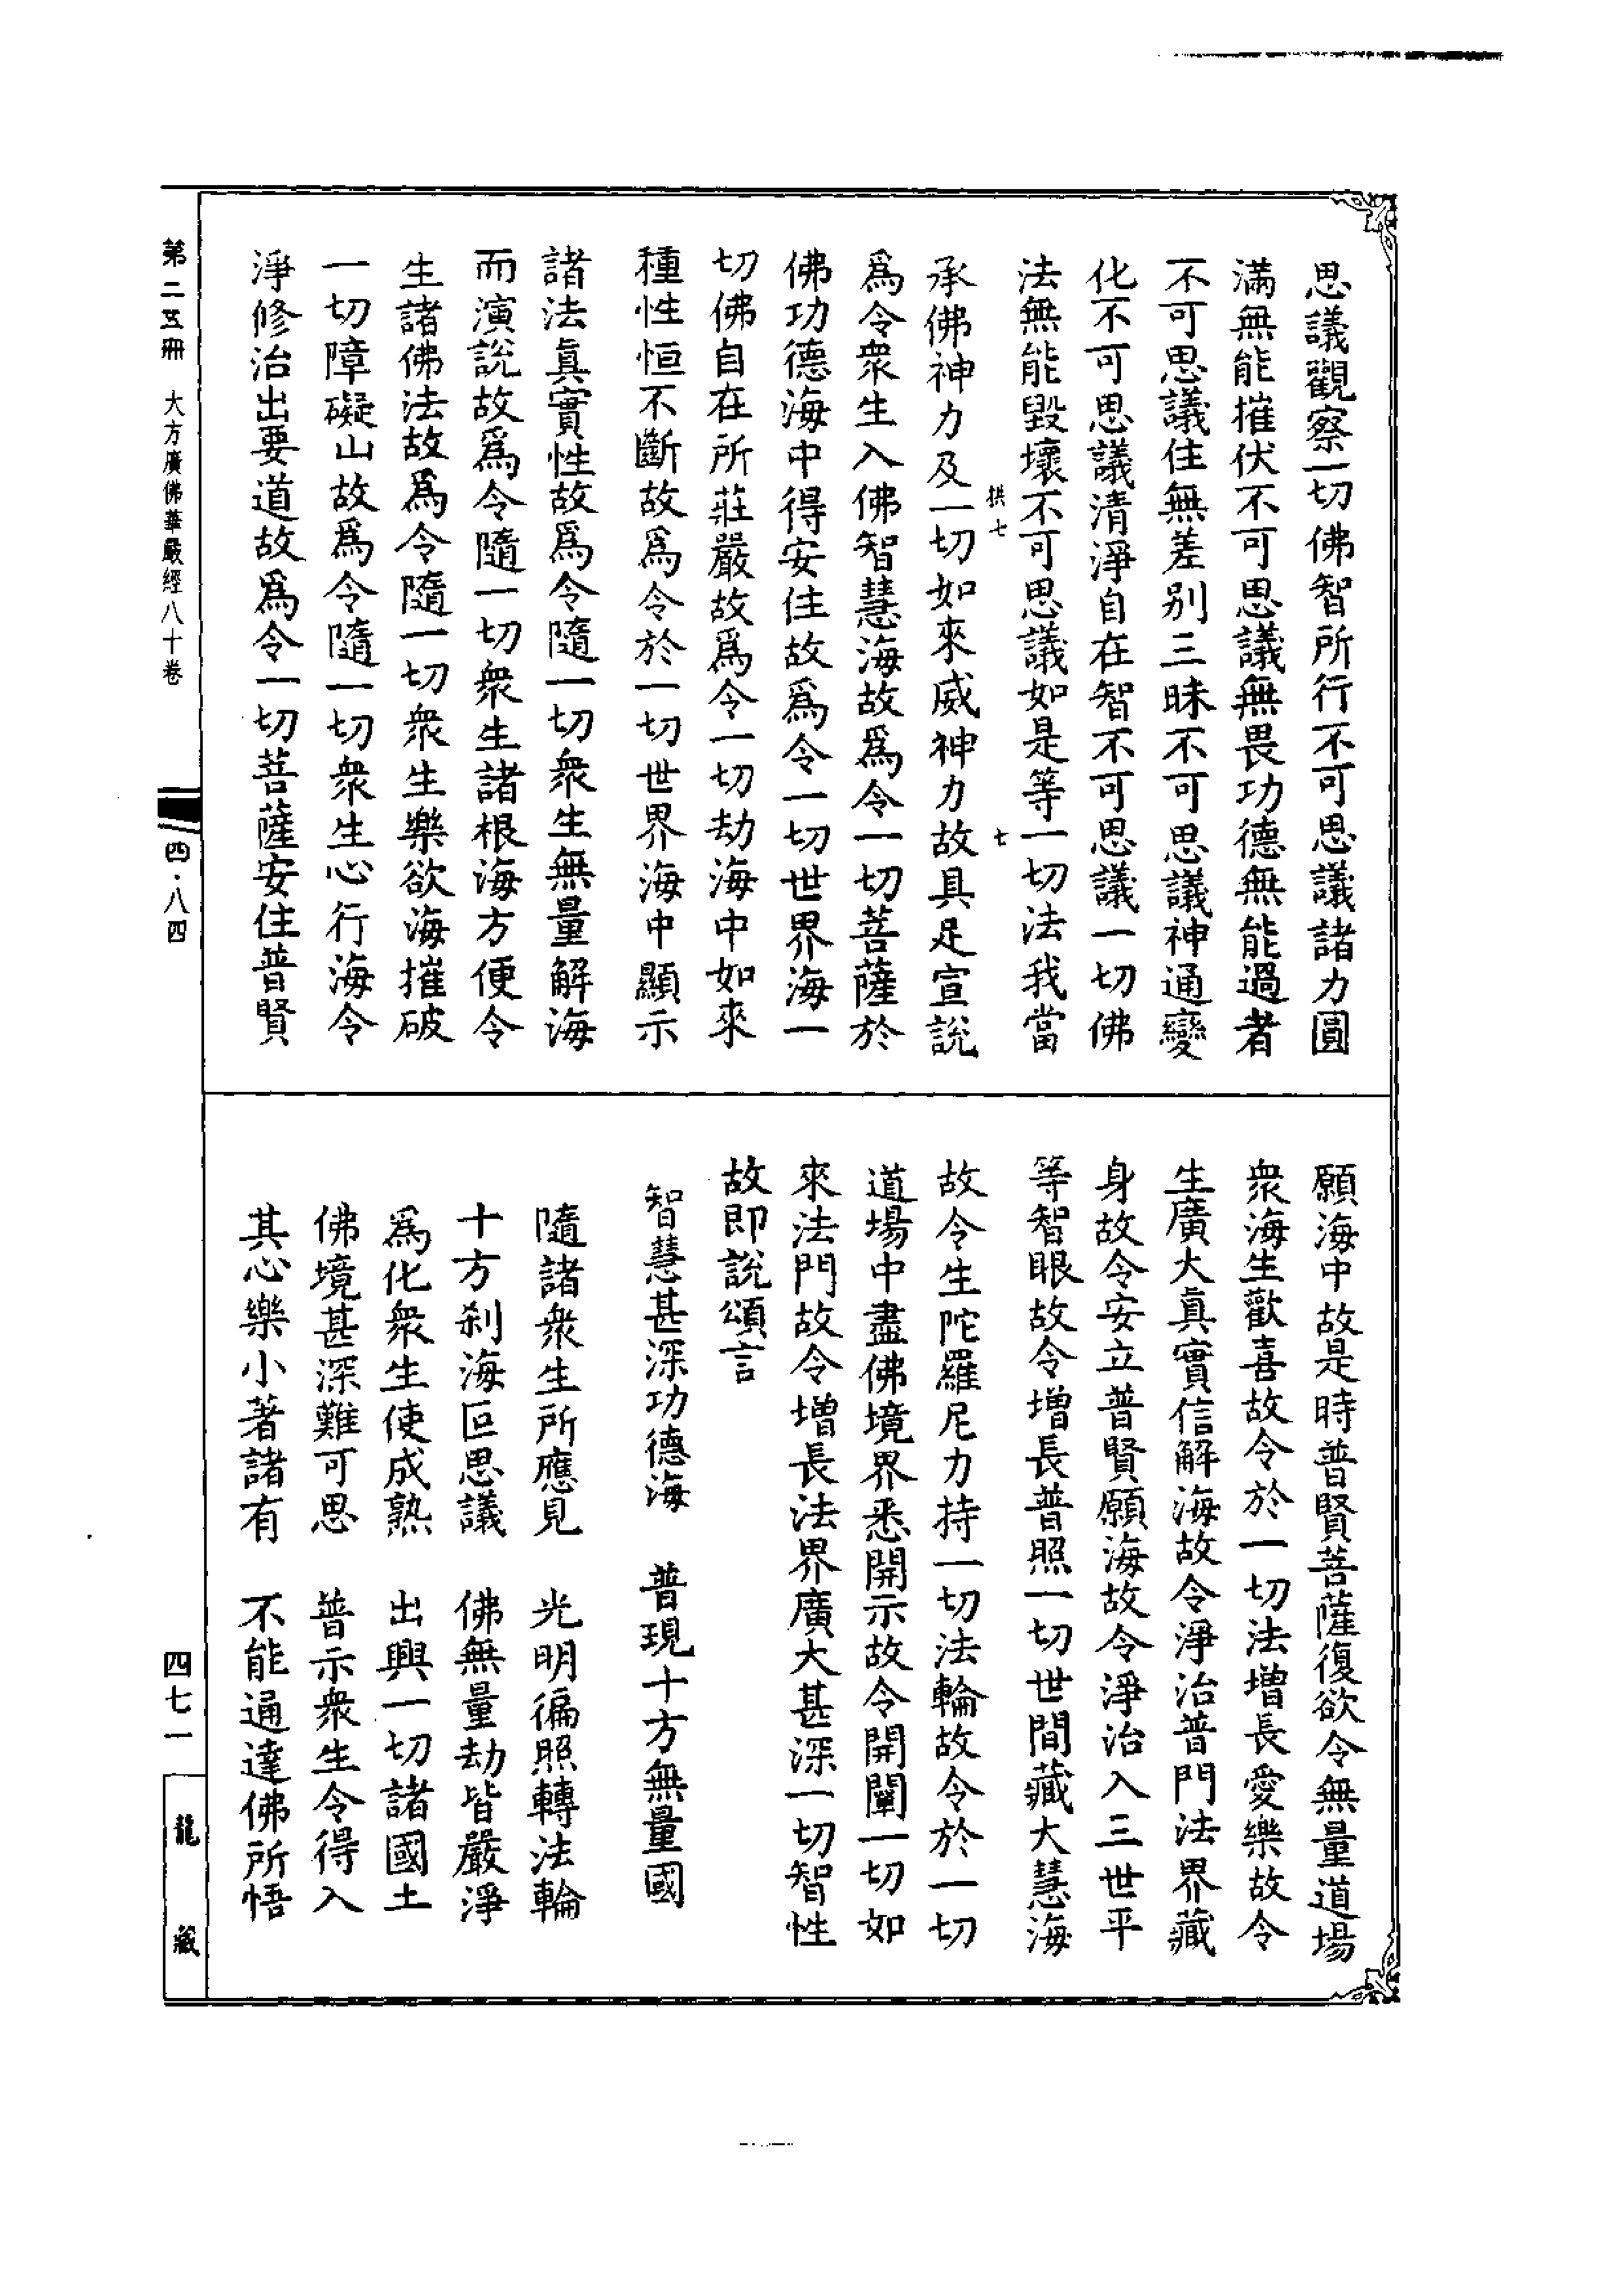 思議觀察一切佛智所行不可思議諸力圓
滿無能摧伏不可思議無畏功德無能過者
不可思議住無差別三昧不可思議神通變
化不可思議清淨自在智不可思議一切佛
法無能毀壞不可思議如是等一切法我當
拱七 七
承佛神力及一切如來威神力故具足宣說
爲令衆生入佛智慧海故爲令一切菩薩於
佛功德海中得安住故爲令一切世界海一
切佛自在所莊嚴故爲令一切劫海中如來
種性恒不斷故爲令於一切世界海中顯示
諸法真實性故爲令隨一切衆生無量解海
而演說故爲令隨一切衆生諸根海方便令
生諸佛法故爲令隨一切衆生樂欲海摧破
一切障礙山故爲令隨一切衆生心行海令
淨修治出要道故爲令一切菩薩安住普賢
願海中故是時普賢菩薩復欲令無量道場
衆海生歡喜故令於一切法增長愛樂故令
生廣大真實信解海故令淨治普門法界藏
身故令安立普賢願海故令淨治入三世平
等智眼故令增長普照一切世間藏大慧海
故令生陀羅尼力持一切法輪故令於一切
道場中盡佛境界悉開示故令開闡一切如
來法門故令增長法界廣大甚深一切智性
故即說頌言
智慧甚深功德海 普現十方無量國
隨諸衆生所應見 光明徧照轉法輪
十方刹海叵思議 佛無量劫皆嚴淨
爲化衆生使成熟 出興一切諸國土
佛境甚深難可思 普示衆生令得入
其心樂小著諸有 不能通達佛所悟
第二五冊 大方廣佛華嚴經八十卷 四·八四 四七一 龍藏